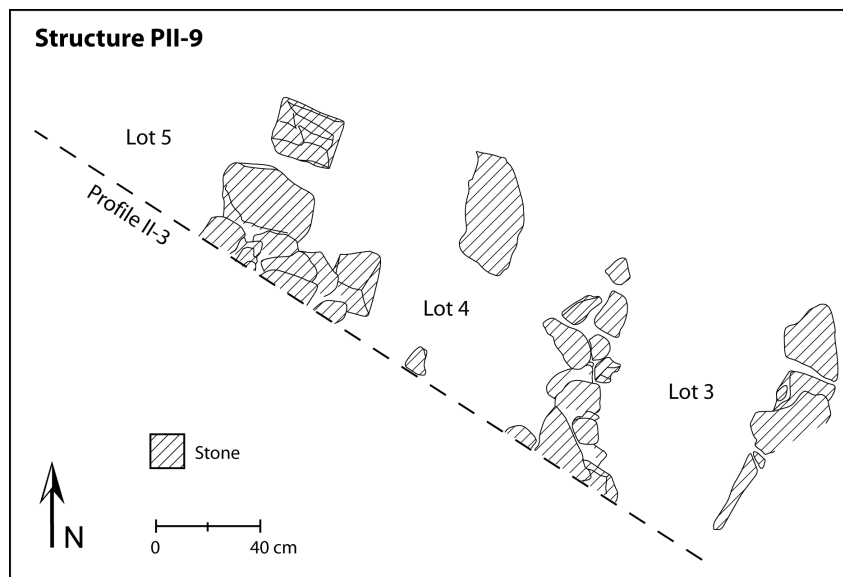 Structure PII-9
Lot 5
Profile II-3
Lot 4
Lot 3
Stone
N
0 40 cm